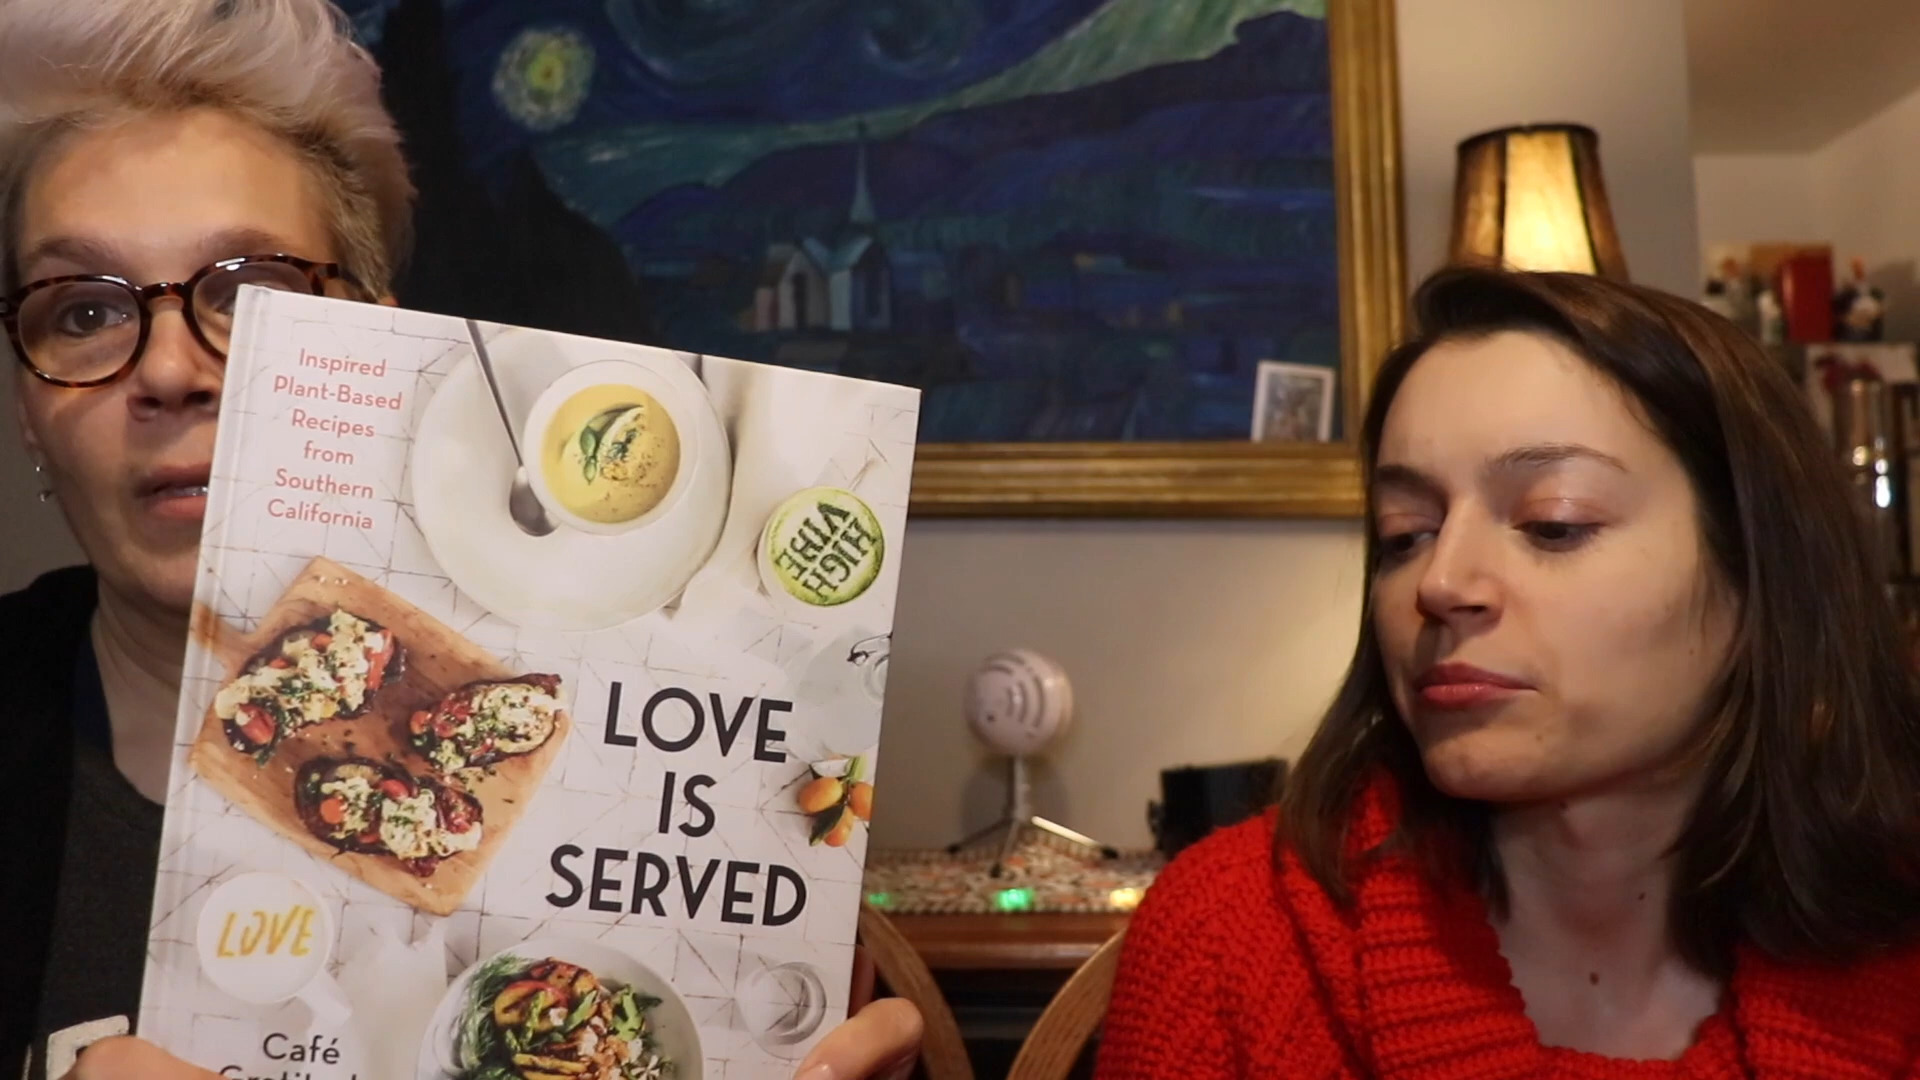 Inspired
Plant-Based
Recipes
from
Southern
California
HIGH
VIBE
LOVE
IS
SERVED
LOVE
Café